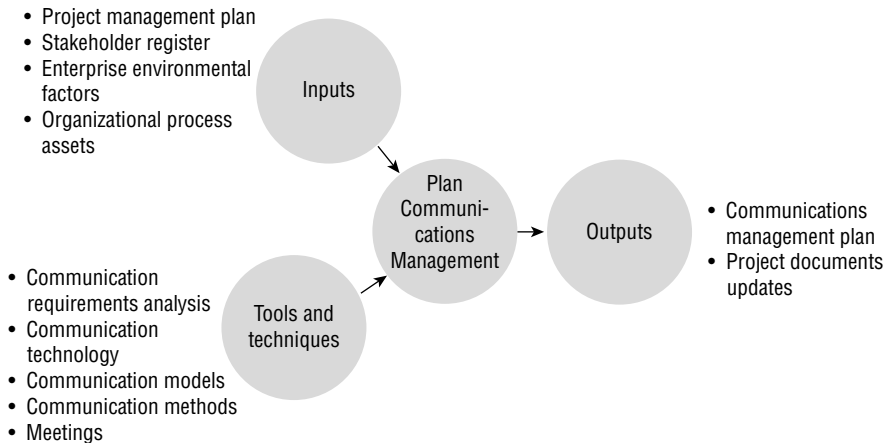 • Project management plan
• Stakeholder register
• Enterprise environmental
factors
• Organizational process
assets
Inputs
Plan
Communi-
cations
Management
Outputs
• Communications
management plan
• Project documents
updates
• Communication
requirements analysis
• Communication
technology
• Communication models
• Communication methods
• Meetings
Tools and
techniques